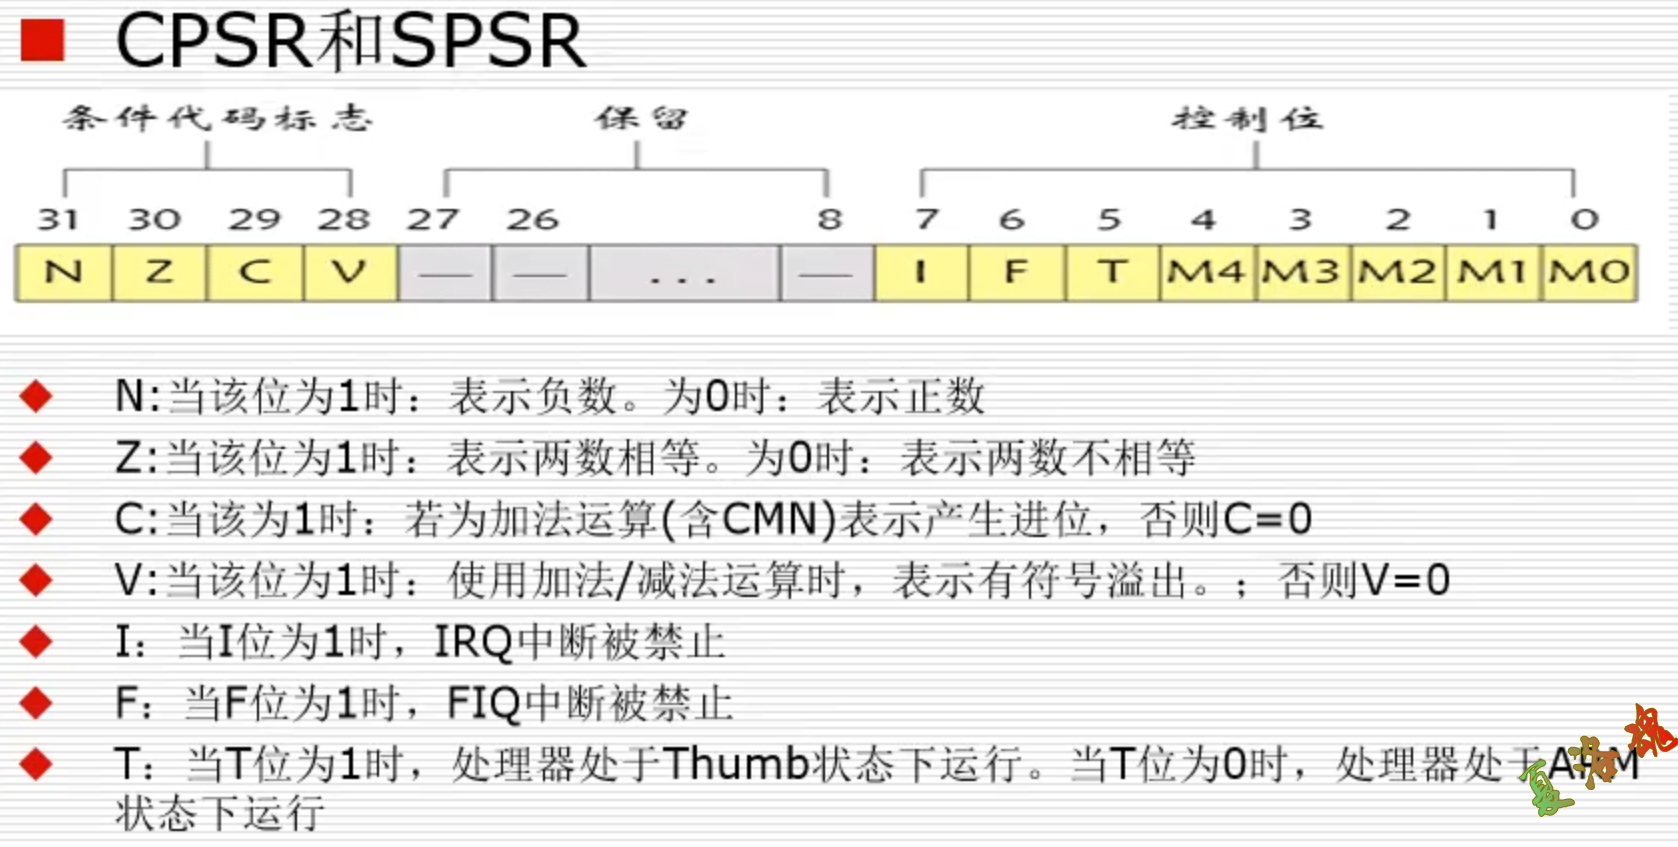 CPSR和SPSR
条件代码标志 保留 控制位
31 30 29 28 27 26 8 7 6 5 4 3 2 1 0
N Z C V — — ... — I F T M4 M3 M2 M1 M0
N:当该位为1时：表示负数。为0时：表示正数
Z:当该位为1时：表示两数相等。为0时：表示两数不相等
C:当该为1时：若为加法运算(含CMN)表示产生进位，否则C=0
V:当该位为1时：使用加法/减法运算时，表示有符号溢出。；否则V=0
I：当I位为1时，IRQ中断被禁止
F：当F位为1时，FIQ中断被禁止
T：当T位为1时，处理器处于Thumb状态下运行。当T位为0时，处理器处于ARM
状态下运行